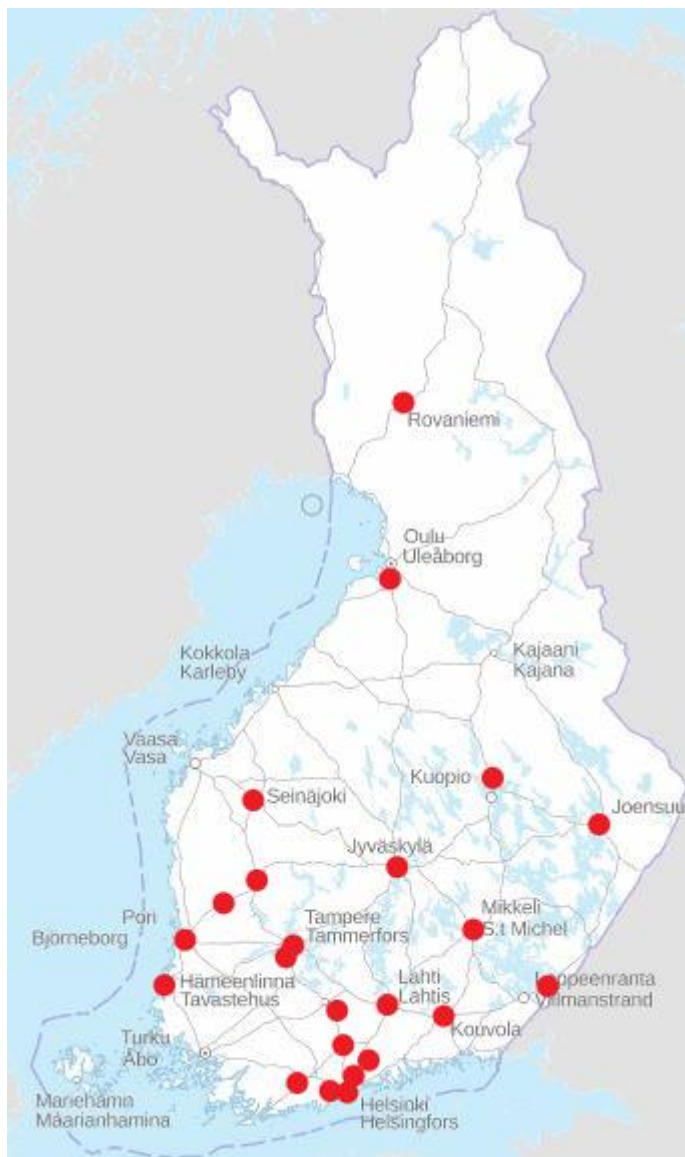 Rovaniemi
Oulu
Uleåborg
Kajaani
Kajana
Kokkola
Karleby
Vaasa
Vasa
Kuopio
Seinäjoki
Joensuu
Jyväskylä
Mikkeli
S.t Michel
Pori
Björneborg
Tampere
Tammerfors
Hämeenlinna
Tavastehus
Lahti
Lahtis
Lappeenranta
Villmanstrand
Kouvola
Turku
Åbo
Mariehamn
Maarianhamina
Helsinki
Helsingfors